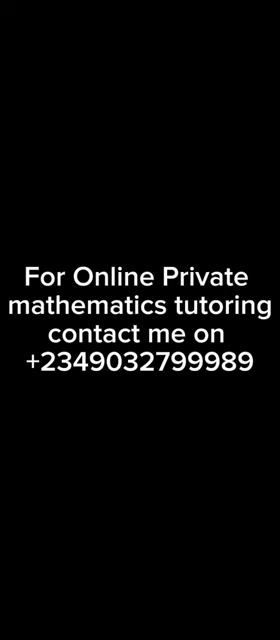 For Online Private
mathematics tutoring
contact me on
+2349032799989